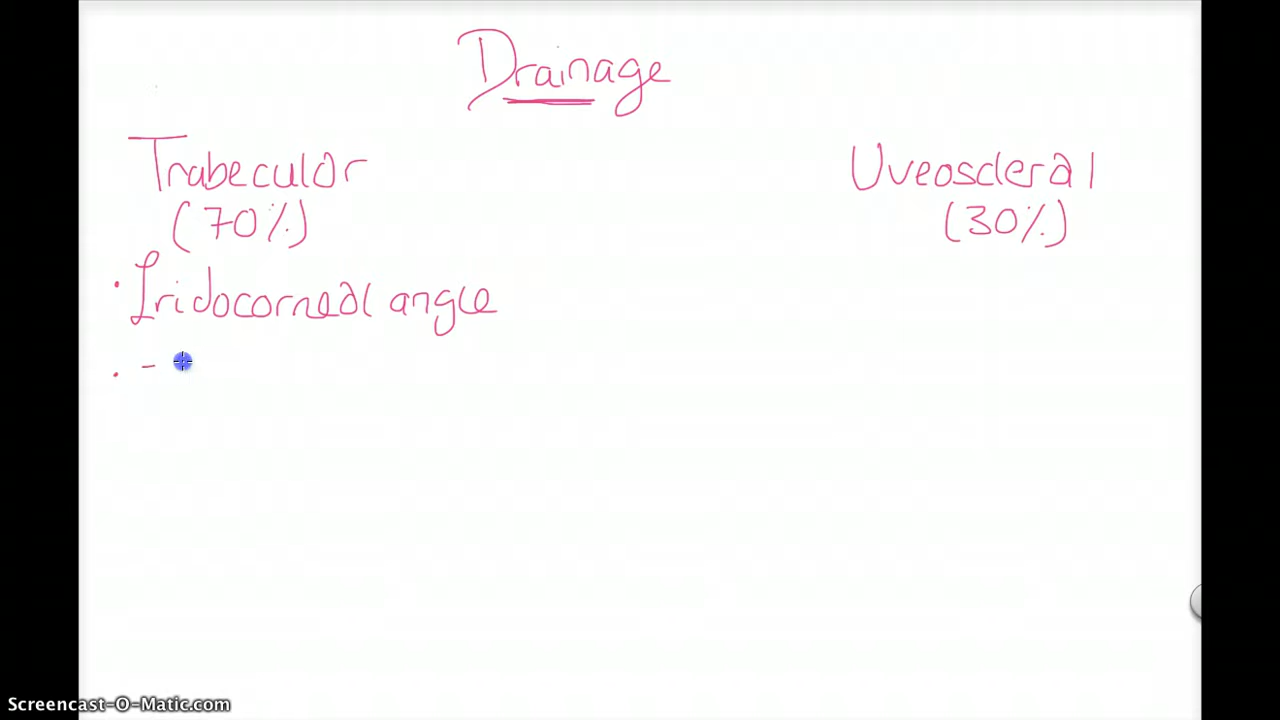 Drainage
Trabecular
(70%)
Uveoscleral
(30%)
· Iridocorneal angle
· -
Screencast-O-Matic.com